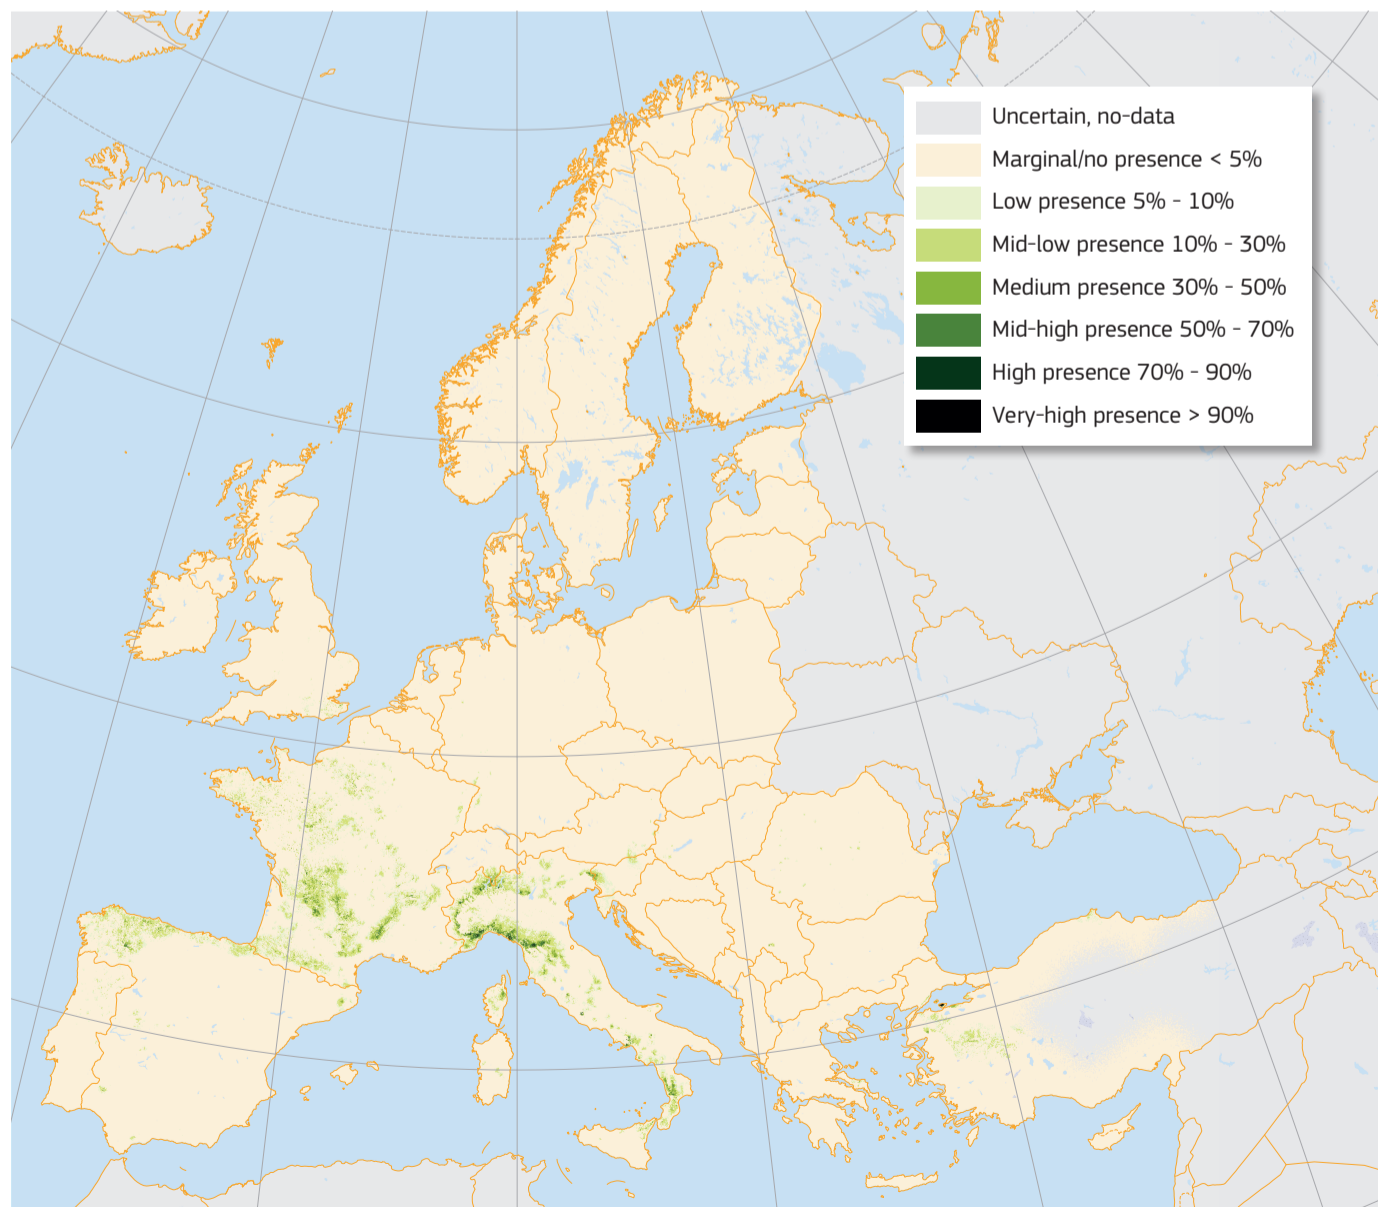 Uncertain, no-data
Marginal/no presence < 5%
Low presence 5% - 10%
Mid-low presence 10% - 30%
Medium presence 30% - 50%
Mid-high presence 50% - 70%
High presence 70% - 90%
Very-high presence > 90%